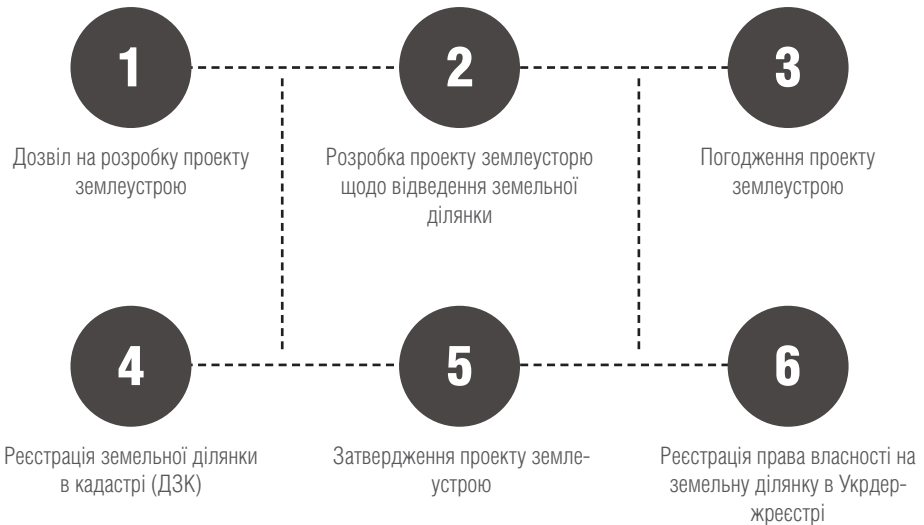 1
Дозвіл на розробку проекту
землеустрою
2
Розробка проекту землеусторю
щодо відведення земельної
ділянки
3
Погодження проекту
землеустрою
4
Реєстрація земельної ділянки
в кадастрі (ДЗК)
5
Затвердження проекту земле-
устрою
6
Реєстрація права власності на
земельну ділянку в Укрдер-
жреєстрі